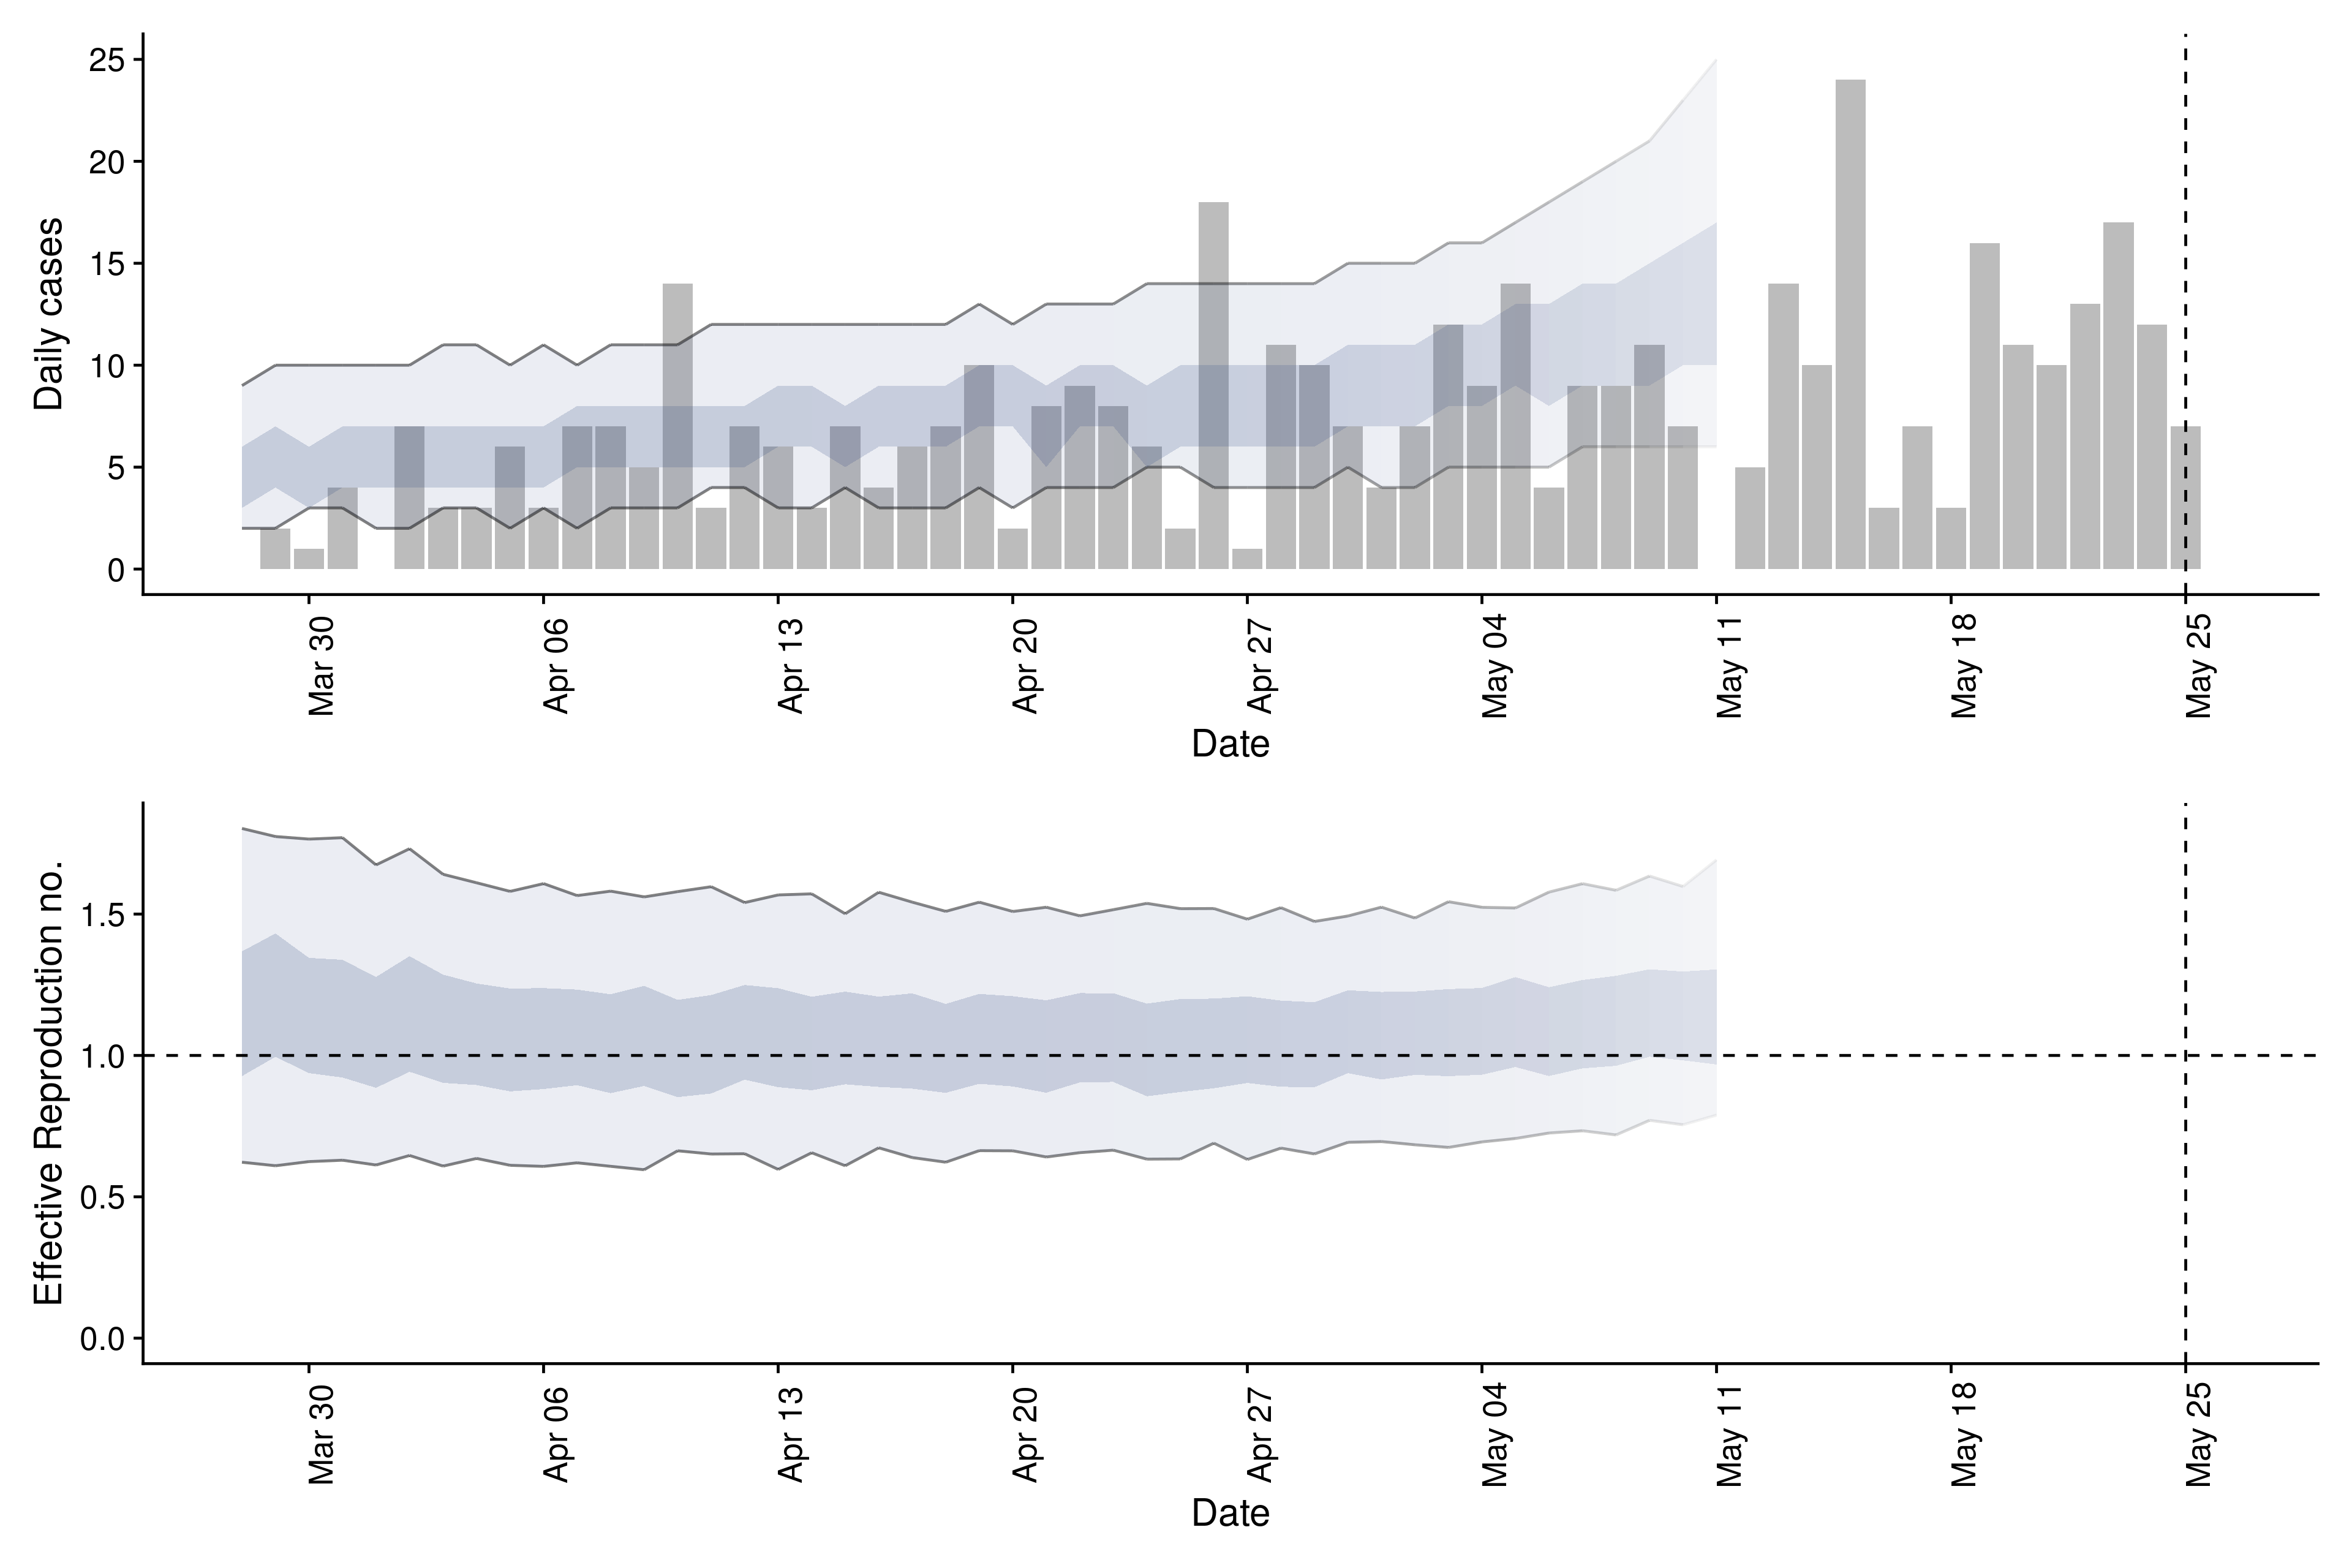 Daily cases
25
20
15
10
5
0
Mar 30
Apr 06
Apr 13
Apr 20
Apr 27
May 04
May 11
May 18
May 25
Date
Effective Reproduction no.
1.5
1.0
0.5
0.0
Mar 30
Apr 06
Apr 13
Apr 20
Apr 27
May 04
May 11
May 18
May 25
Date